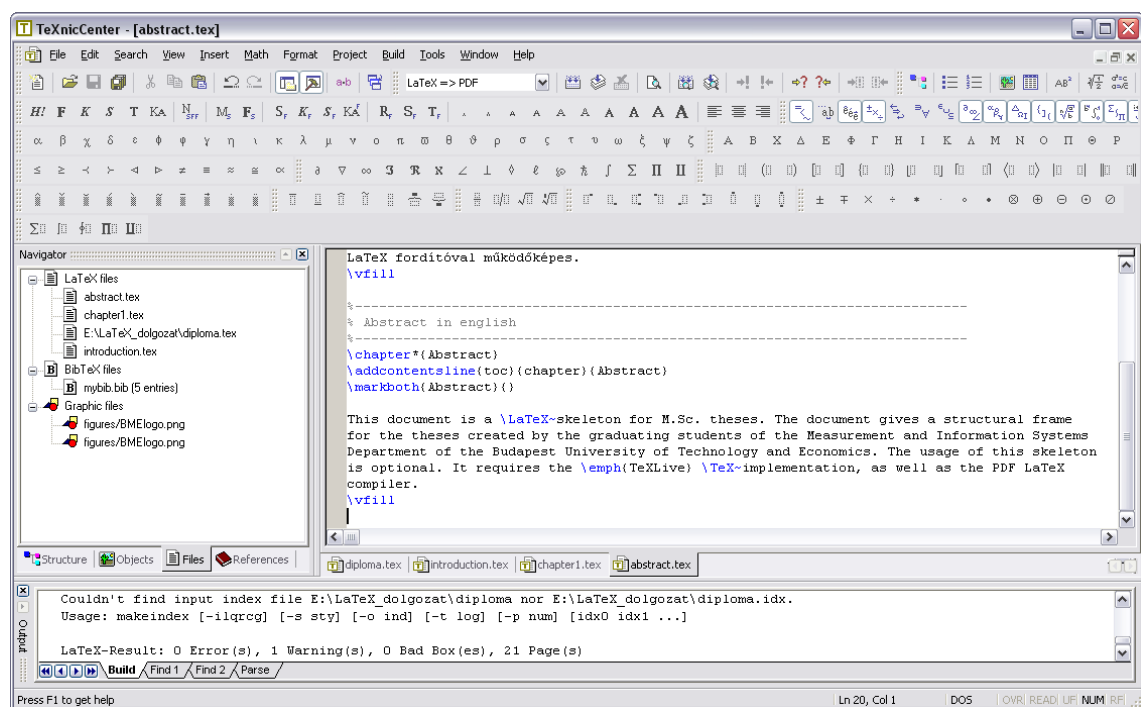 TeXnicCenter - [abstract.tex]
File Edit Search View Insert Math Format Project Build Tools Window Help
LaTeX => PDF
Navigator
LaTeX files
abstract.tex
chapter1.tex
E:\LaTeX_dolgozat\diploma.tex
introduction.tex
BibTeX files
mybib.bib (5 entries)
Graphic files
figures/BMElogo.png
figures/BMElogo.png
Structure Objects Files References
LaTeX fordítóval működőképes.
\vfill
%----------------------------------------------------------------------------
% Abstract in english
%----------------------------------------------------------------------------
\chapter*{Abstract}
\addcontentsline{toc}{chapter}{Abstract}
\markboth{Abstract}{}
This document is a \LaTeX~skeleton for M.Sc. theses. The document gives a structural frame
for the theses created by the graduating students of the Measurement and Information Systems
Department of the Budapest University of Technology and Economics. The usage of this skeleton
is optional. It requires the \emph{TeXLive} \TeX~implementation, as well as the PDF LaTeX
compiler.
\vfill
diploma.tex introduction.tex chapter1.tex abstract.tex
Output
Couldn't find input index file E:\LaTeX_dolgozat\diploma nor E:\LaTeX_dolgozat\diploma.idx.
Usage: makeindex [-ilqrcg] [-s sty] [-o ind] [-t log] [-p num] [idx0 idx1 ...]
LaTeX-Result: 0 Error(s), 1 Warning(s), 0 Bad Box(es), 21 Page(s)
Build Find 1 Find 2 Parse
Press F1 to get help Ln 20, Col 1 DOS OVR READ UF NUM RF